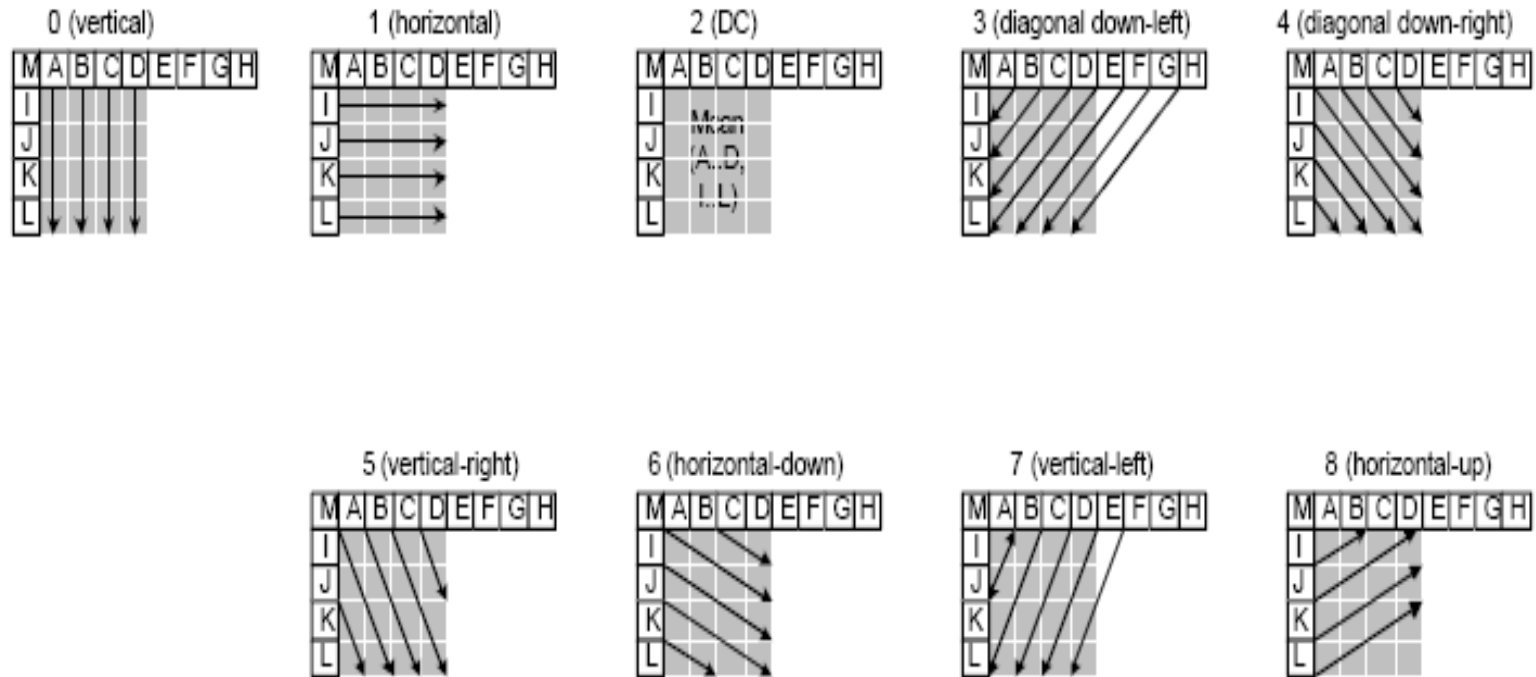 0 (vertical) 1 (horizontal) 2 (DC) 3 (diagonal down-left) 4 (diagonal down-right)
M A B C D E F G H M A B C D E F G H M A B C D E F G H M A B C D E F G H M A B C D E F G H
I I I I I
J J J J J
K K K K K
L L L L L
Mean
(A..D,
I..L)
5 (vertical-right) 6 (horizontal-down) 7 (vertical-left) 8 (horizontal-up)
M A B C D E F G H M A B C D E F G H M A B C D E F G H M A B C D E F G H
I I I I
J J J J
K K K K
L L L L